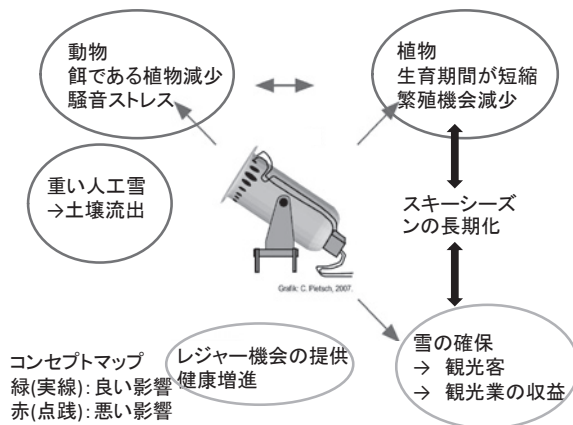 動物
餌である植物減少
騒音ストレス
植物
生育期間が短縮
繁殖機会減少
重い人工雪
→土壌流出
スキーシーズ
ンの長期化
Grafik: C. Pietsch, 2007.
レジャー機会の提供
健康増進
雪の確保
→ 観光客
→ 観光業の収益
コンセプトマップ
緑(実線): 良い影響
赤(点践): 悪い影響